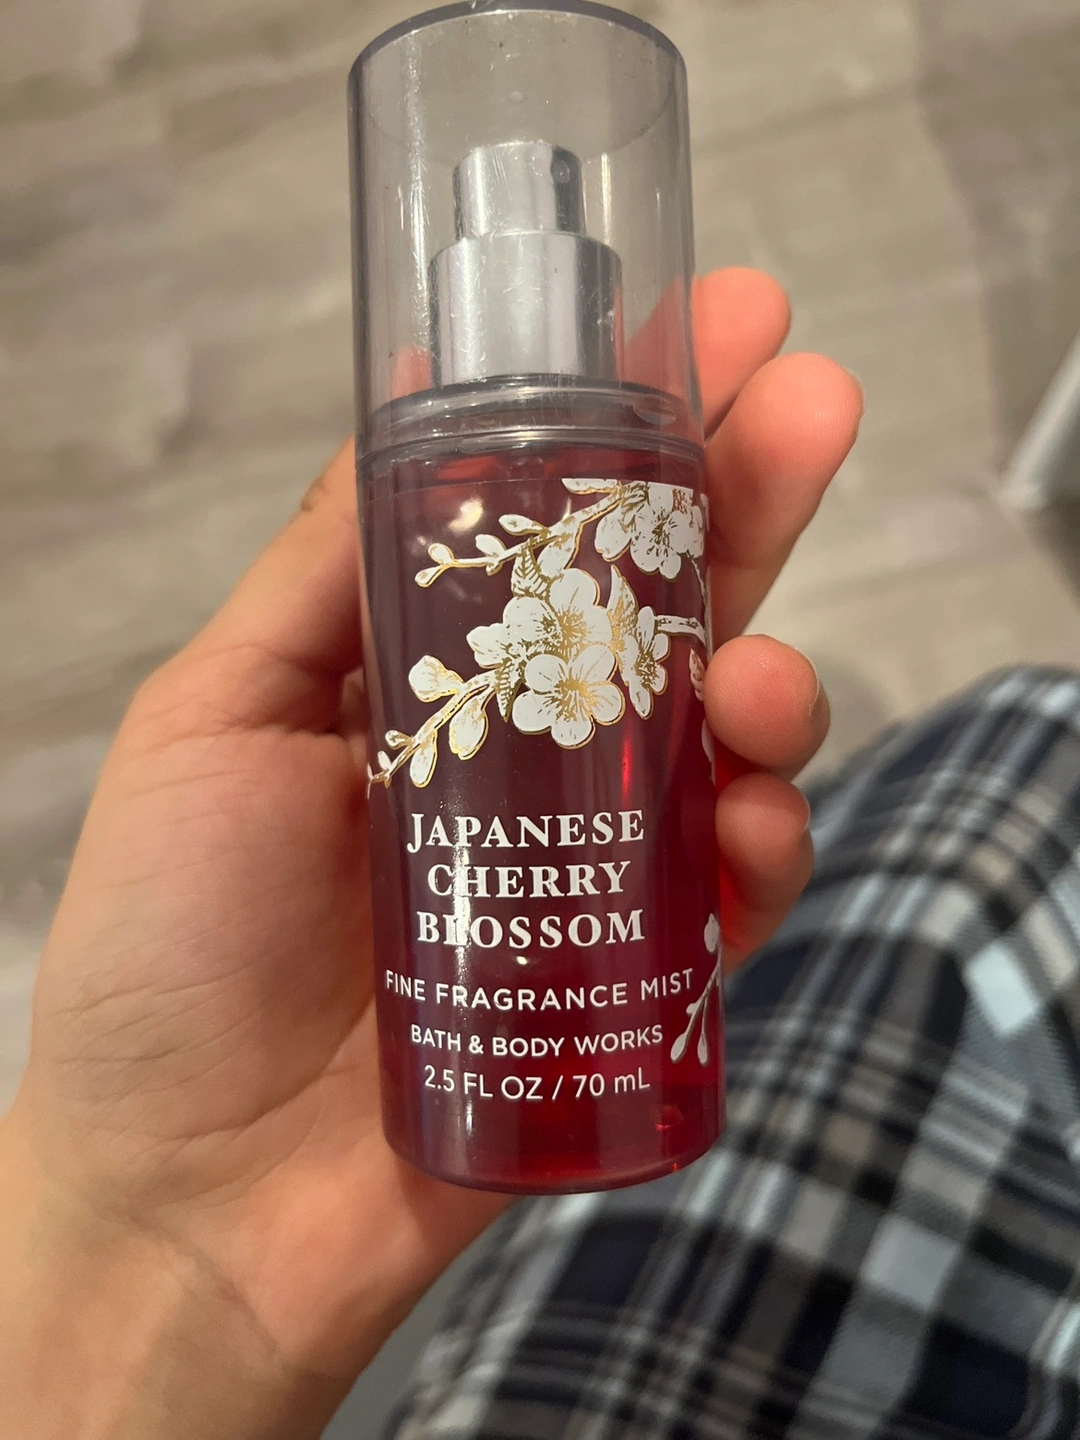 JAPANESE
CHERRY
BLOSSOM
FINE FRAGRANCE MIST
BATH & BODY WORKS
2.5 FL OZ / 70 mL